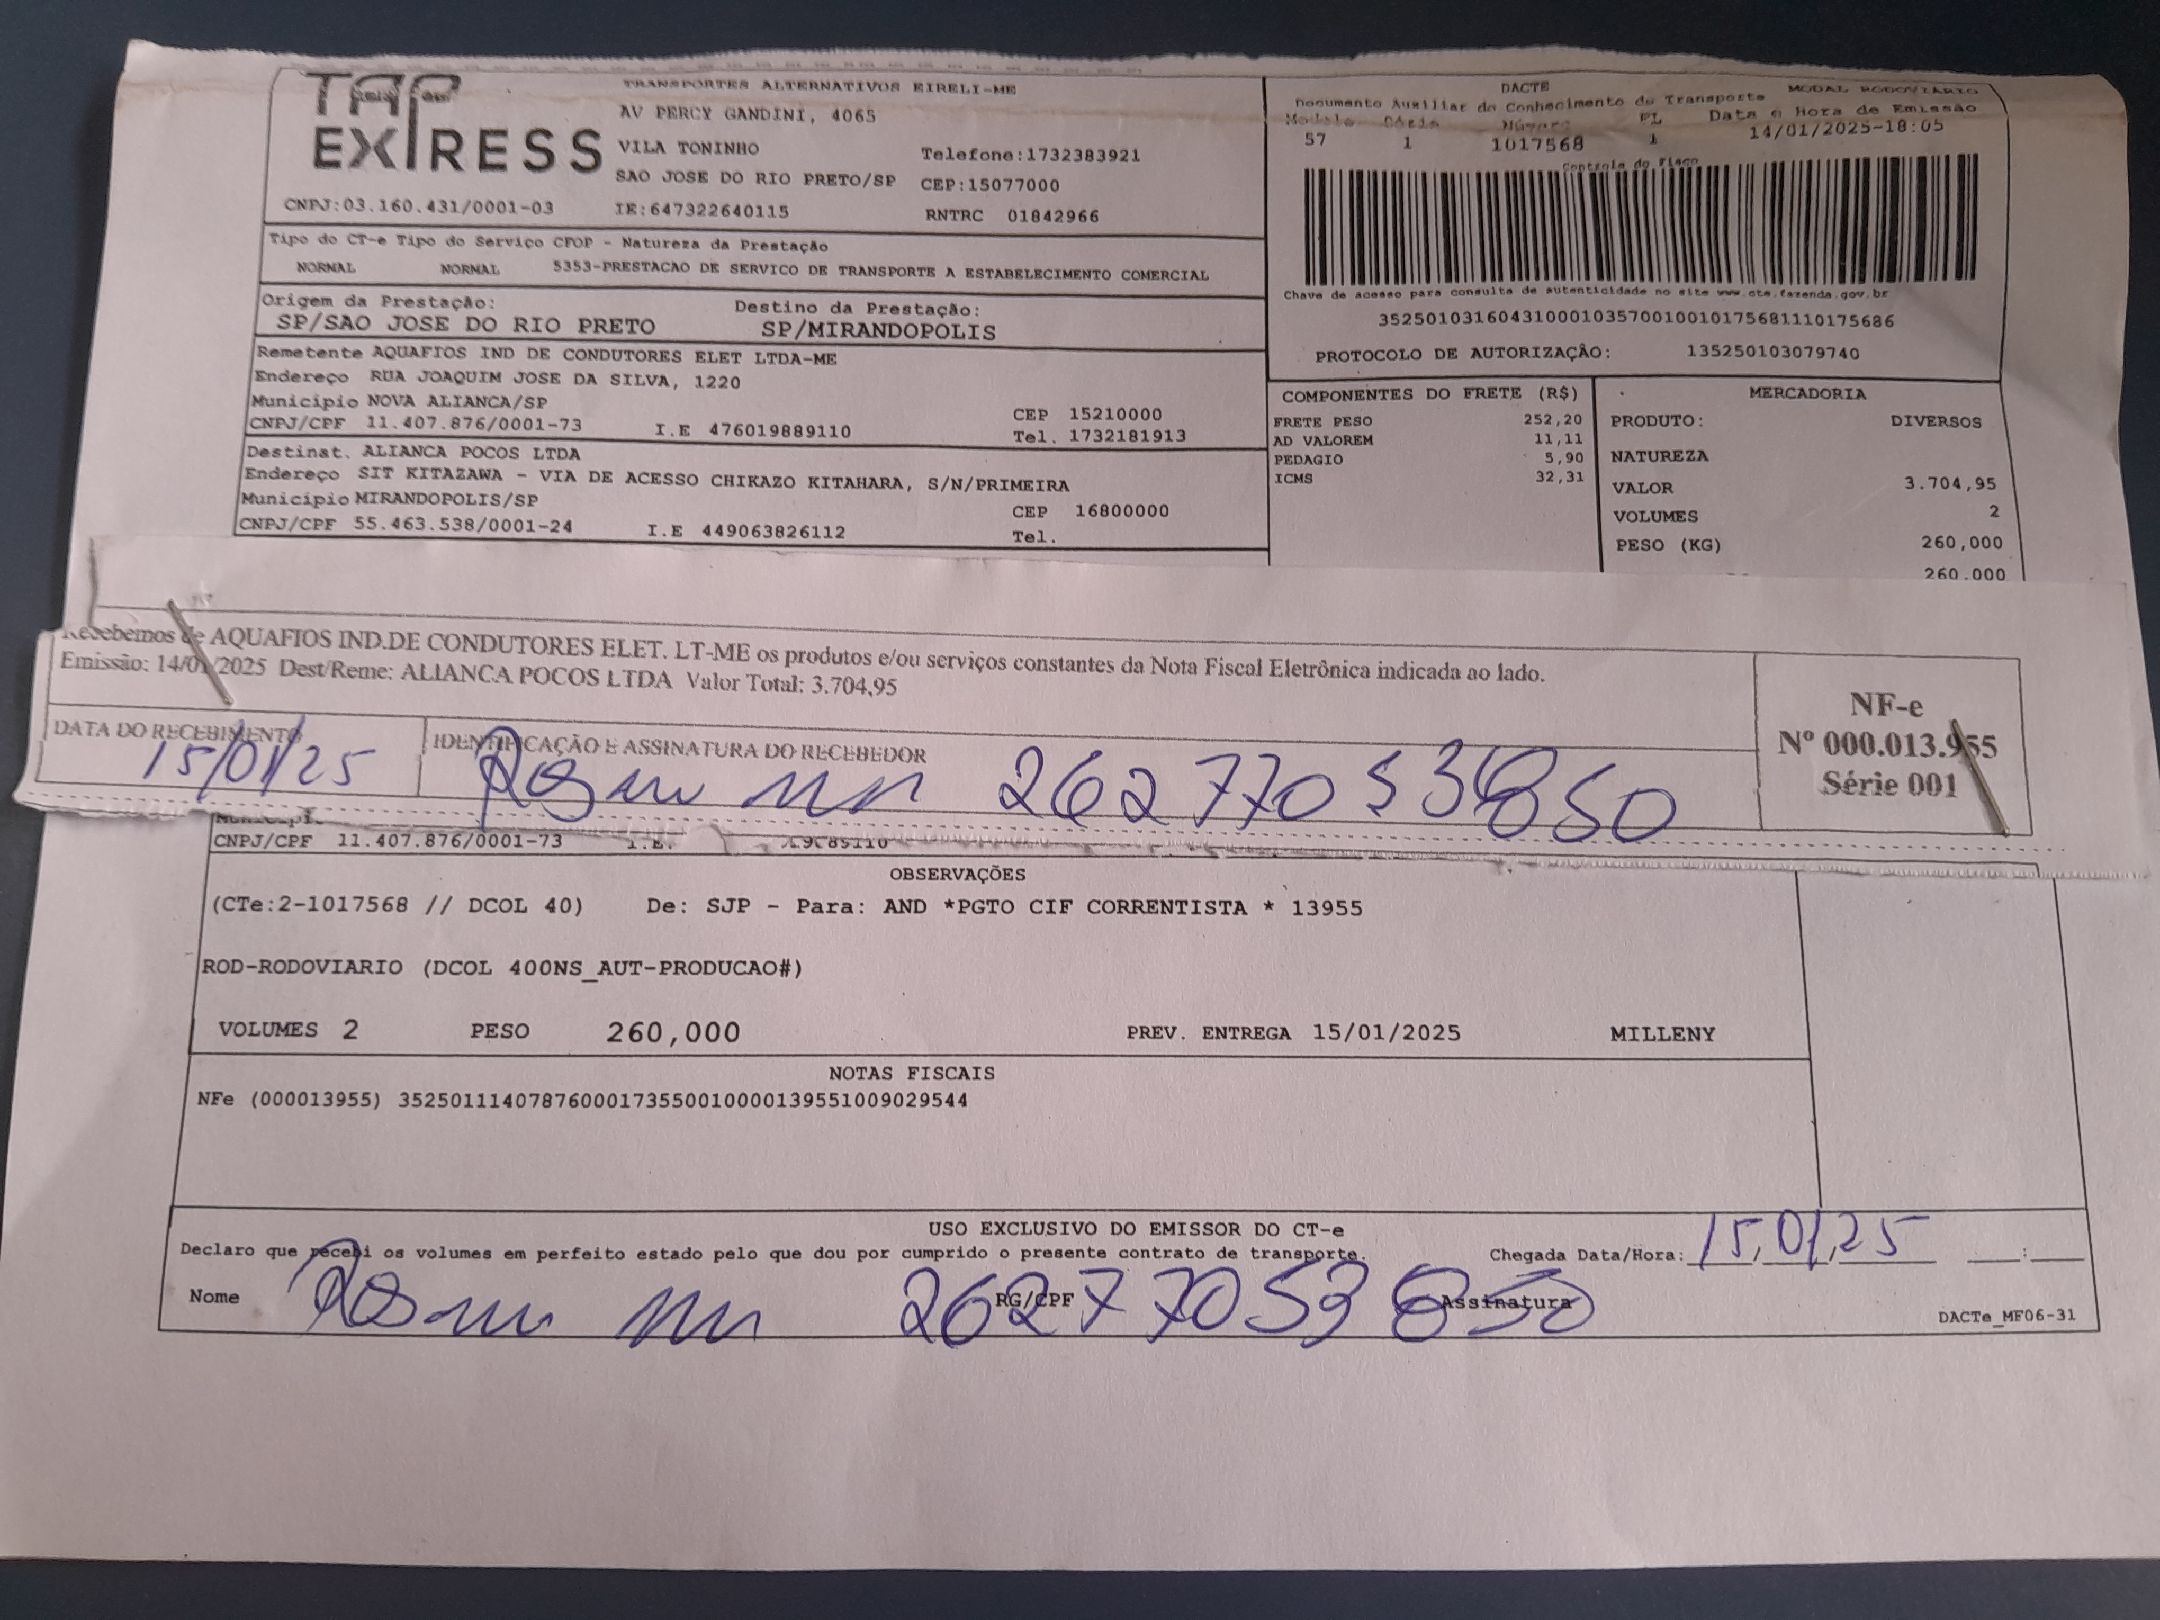 TAP
EXPRESS
TRANSPORTES ALTERNATIVOS EIRELI-ME
AV PERCY GANDINI, 4065
VILA TONINHO Telefone:1732383921
SAO JOSE DO RIO PRETO/SP CEP:15077000
CNPJ:03.160.431/0001-03 IE:647322640115 RNTRC 01842966
DACTE MODAL RODOVIÁRIO
Documento Auxiliar do Conhecimento de Transporte
Modelo Série Número FL Data e Hora de Emissão
57 1 1017568 1 14/01/2025-18:05
Controle do Fisco
Chave de acesso para consulta de autenticidade no site www.cte.fazenda.gov.br
35250103160431000103570010010175681110175686
PROTOCOLO DE AUTORIZAÇÃO: 135250103079740
Tipo do CT-e Tipo do Serviço CFOP - Natureza da Prestação
NORMAL NORMAL 5353-PRESTACAO DE SERVICO DE TRANSPORTE A ESTABELECIMENTO COMERCIAL
Origem da Prestação: Destino da Prestação:
SP/SAO JOSE DO RIO PRETO SP/MIRANDOPOLIS
Remetente AQUAFIOS IND DE CONDUTORES ELET LTDA-ME
Endereço RUA JOAQUIM JOSE DA SILVA, 1220
Município NOVA ALIANCA/SP CEP 15210000
CNPJ/CPF 11.407.876/0001-73 I.E 476019889110 Tel. 1732181913
Destinat. ALIANCA POCOS LTDA
Endereço SIT KITAZAWA - VIA DE ACESSO CHIKAZO KITAHARA, S/N/PRIMEIRA
Município MIRANDOPOLIS/SP CEP 16800000
CNPJ/CPF 55.463.538/0001-24 I.E 449063826112 Tel.
COMPONENTES DO FRETE (R$)
FRETE PESO 252,20
AD VALOREM 11,11
PEDAGIO 5,90
ICMS 32,31
MERCADORIA
PRODUTO: DIVERSOS
NATUREZA
VALOR 3.704,95
VOLUMES 2
PESO (KG) 260,000
260.000
Recebemos de AQUAFIOS IND.DE CONDUTORES ELET. LT-ME os produtos e/ou serviços constantes da Nota Fiscal Eletrônica indicada ao lado.
Emissão: 14/01/2025 Dest/Reme: ALIANCA POCOS LTDA Valor Total: 3.704,95
DATA DO RECEBIMENTO IDENTIFICAÇÃO E ASSINATURA DO RECEBEDOR
15/01/25 26277053850
NF-e
Nº 000.013.955
Série 001
CNPJ/CPF 11.407.876/0001-73 I.E.
OBSERVAÇÕES
(CTe:2-1017568 // DCOL 40) De: SJP - Para: AND *PGTO CIF CORRENTISTA * 13955
ROD-RODOVIARIO (DCOL 400NS_AUT-PRODUCAO#)
VOLUMES 2 PESO 260,000 PREV. ENTREGA 15/01/2025 MILLENY
NOTAS FISCAIS
NFe (000013955) 35250111407876000173550010000139551009029544
USO EXCLUSIVO DO EMISSOR DO CT-e
Declaro que recebi os volumes em perfeito estado pelo que dou por cumprido o presente contrato de transporte. Chegada Data/Hora: 15/01/25 :
Nome RG/CPF 26277053850 Assinatura
DACTe_MF06-31